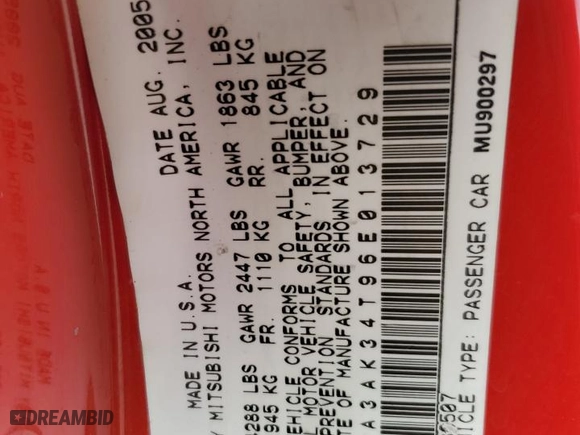 MADE IN U.S.A. DATE AUG. 2005
MITSUBISHI MOTORS NORTH AMERICA, INC.
4288 LBS GAWR 2447 LBS GAWR 1863 LBS
945 KG FR. 1110 KG RR. 845 KG
EHICLE CONFORMS TO ALL APPLICABLE
L MOTOR VEHICLE SAFETY, BUMPER, AND
PREVENTION STANDARDS IN EFFECT ON
TE OF MANUFACTURE SHOWN ABOVE.
A3AK34T96E013729
507
ICLE TYPE: PASSENGER CAR MU900297
DREAMBID